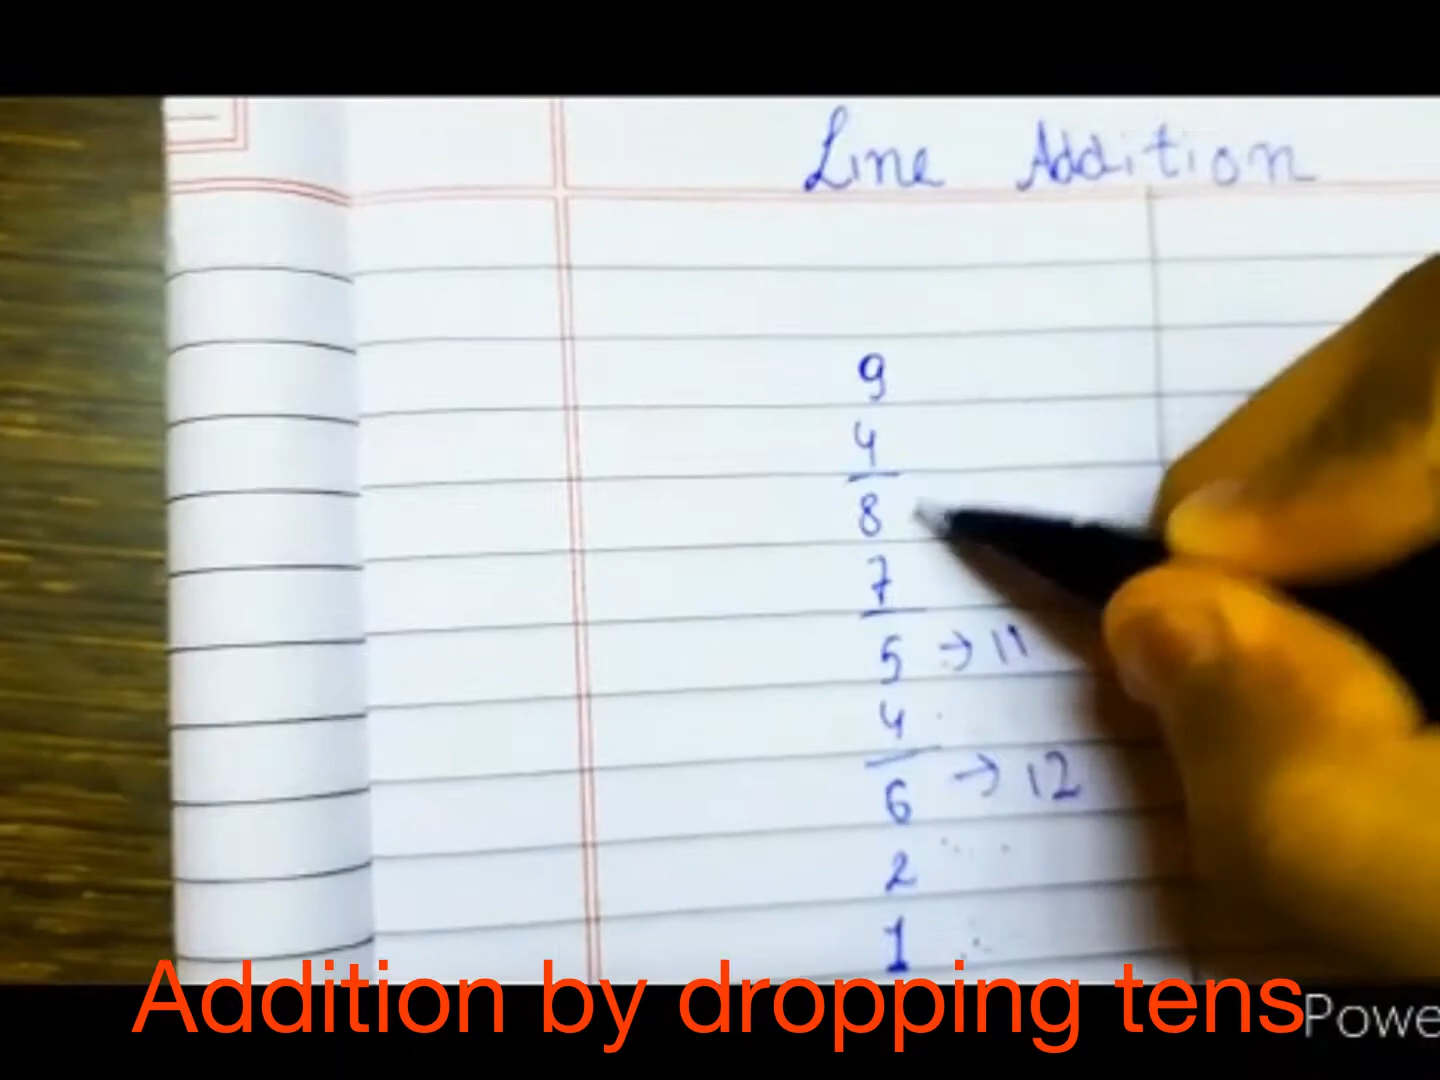 Line Addition
9
4
8
7
5 → 11
4
6 → 12
2
1
Addition by dropping tens
Powe